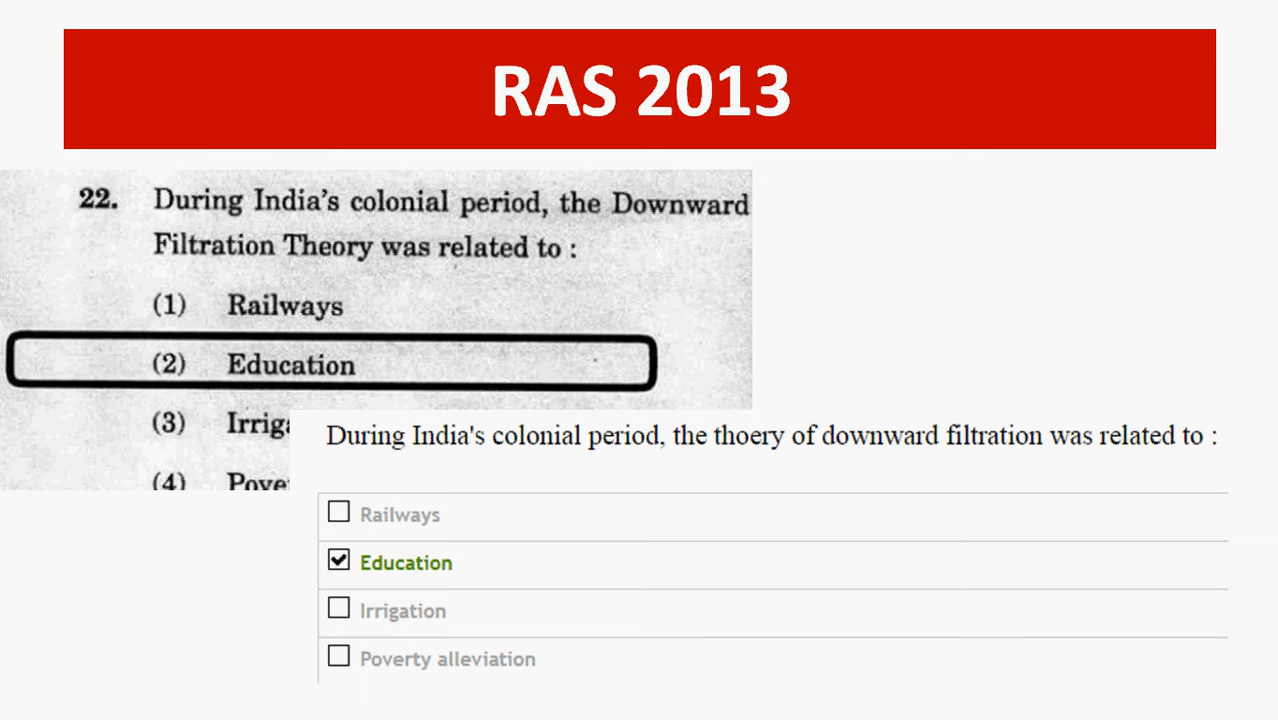 RAS 2013
22. During India's colonial period, the Downward
Filtration Theory was related to :
(1) Railways
(2) Education
(3) Irriga
(4) Pove
During India's colonial period, the thoery of downward filtration was related to :
Railways
Education
Irrigation
Poverty alleviation